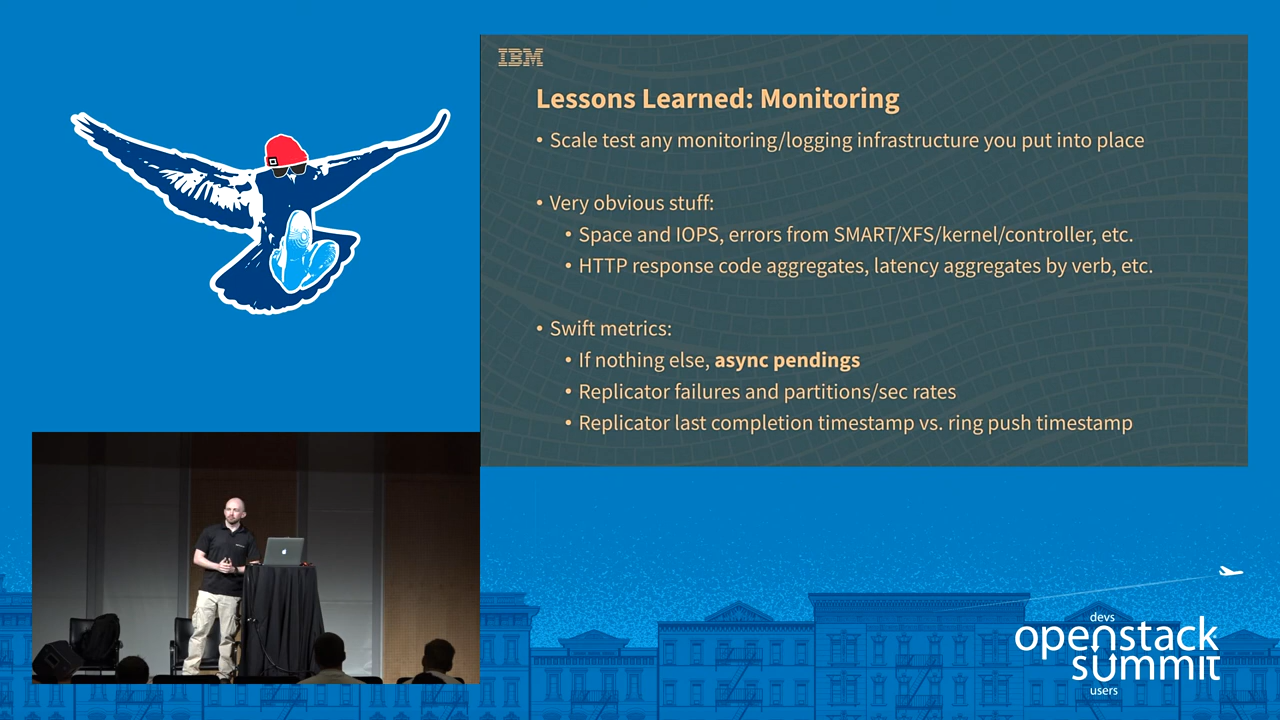 IBM
Lessons Learned: Monitoring
• Scale test any monitoring/logging infrastructure you put into place
• Very obvious stuff:
• Space and IOPS, errors from SMART/XFS/kernel/controller, etc.
• HTTP response code aggregates, latency aggregates by verb, etc.
• Swift metrics:
• If nothing else, async pendings
• Replicator failures and partitions/sec rates
• Replicator last completion timestamp vs. ring push timestamp
devs
openstack
summit
users